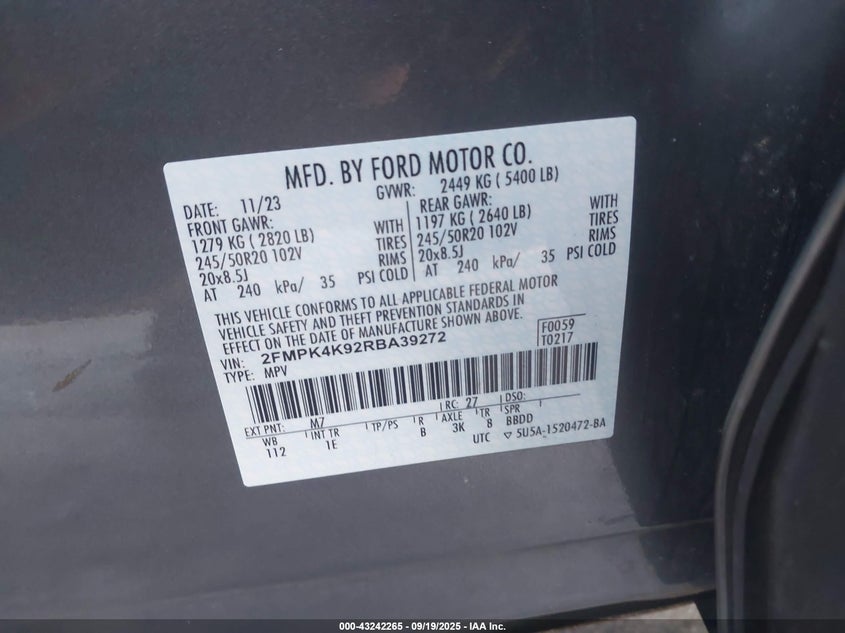 MFD. BY FORD MOTOR CO.
DATE: 11/23 GVWR: 2449 KG ( 5400 LB)
FRONT GAWR: REAR GAWR:
1279 KG ( 2820 LB) WITH 1197 KG ( 2640 LB) WITH
245/50R20 102V TIRES 245/50R20 102V TIRES
20x8.5J RIMS 20x8.5J RIMS
AT 240 kPa/ 35 PSI COLD AT 240 kPa/ 35 PSI COLD
THIS VEHICLE CONFORMS TO ALL APPLICABLE FEDERAL MOTOR
VEHICLE SAFETY AND THEFT PREVENTION STANDARDS IN
EFFECT ON THE DATE OF MANUFACTURE SHOWN ABOVE.
VIN: 2FMPK4K92RBA39272 F0059
TYPE: MPV T0217
EXT PNT: M7 RC: 27 DSO:
WB INT TR TP/PS R AXLE TR SPR
112 1E B 3K 8 BBDD
UTC ▽ 5U5A-1520472-BA
000-43242265 - 09/19/2025 - IAA Inc.